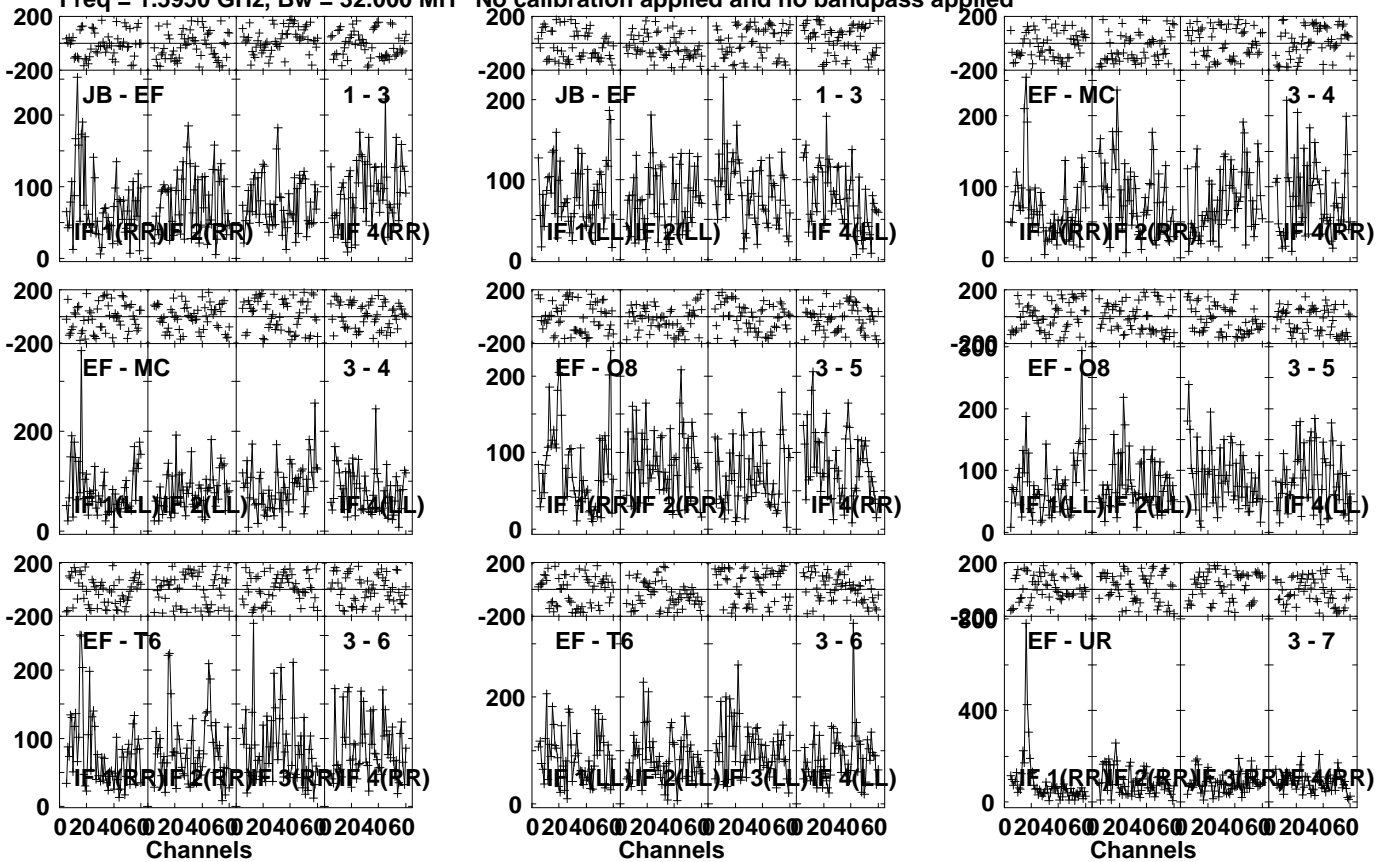 Freq = 1.5950 GHz, Bw = 32.000 MH No calibration applied and no bandpass applied
200
-200
JB - EF 1 - 3
200
100
0
IF 1(RR) IF 2(RR) IF 4(RR)
JB - EF 1 - 3
200
100
0
IF 1(LL) IF 2(LL) IF 4(LL)
200
-200
EF - MC 3 - 4
200
100
0
IF 1(RR) IF 2(RR) IF 4(RR)
200
-200
EF - MC 3 - 4
200
0
IF 1(LL) IF 2(LL) IF 4(LL)
200
-200
EF - O8 3 - 5
200
100
0
IF 1(RR) IF 2(RR) IF 4(RR)
200
-200
300
EF - O8 3 - 5
200
100
0
IF 1(LL) IF 2(LL) IF 4(LL)
200
-200
EF - T6 3 - 6
200
100
0
IF 1(RR) IF 2(RR) IF 3(RR) IF 4(RR)
0 20 40 60 0 20 40 60 0 20 40 60 0 20 40 60
Channels
200
-200
EF - T6 3 - 6
200
0
IF 1(LL) IF 2(LL) IF 3(LL) IF 4(LL)
0 20 40 60 0 20 40 60 0 20 40 60 0 20 40 60
Channels
200
-200
800
EF - UR 3 - 7
400
0
IF 1(RR) IF 2(RR) IF 3(RR) IF 4(RR)
0 20 40 60 0 20 40 60 0 20 40 60 0 20 40 60
Channels